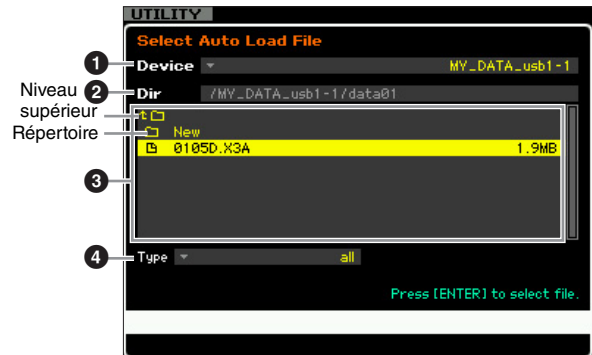 UTILITY
Select Auto Load File
1 Device MY_DATA_usb1-1
Niveau supérieur
2 Dir /MY_DATA_usb1-1/data01
Répertoire
New
0105D.X3A 1.9MB
3
4 Type all
Press [ENTER] to select file.